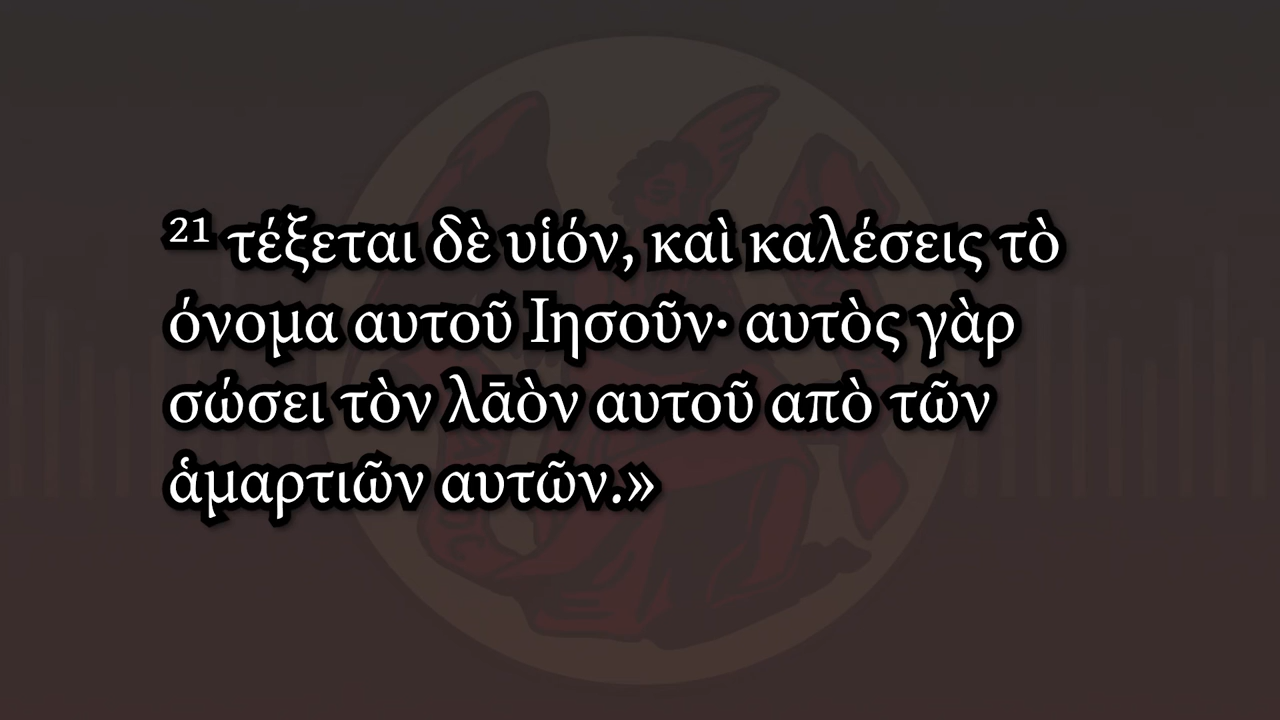 ²¹ τέξεται δὲ υἱόν, καὶ καλέσεις τὸ
όνομα αυτοῦ Ιησοῦν· αυτὸς γὰρ
σώσει τὸν λᾱὸν αυτοῦ απὸ τῶν
ἁμαρτιῶν αυτῶν.»